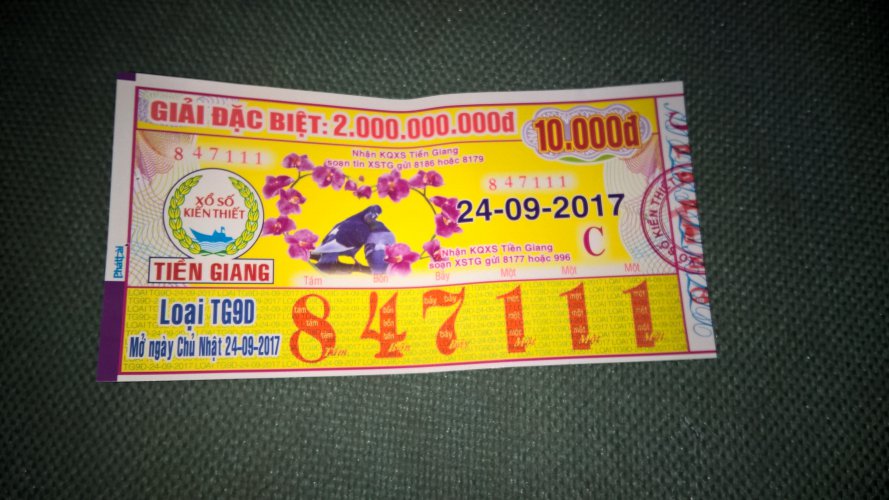 GIẢI ĐẶC BIỆT: 2.000.000.000đ
10.000đ
847111
Nhận KQXS Tiền Giang
soạn tin XSTG gửi 8186 hoặc 8179
847111
XỔ SỐ
KIẾN THIẾT
24-09-2017
C
Nhận KQXS Tiền Giang
soạn XSTG gửi 8177 hoặc 996
TIỀN GIANG
Tám Bốn Bảy Một Một Một
Loại TG9D
Mở ngày Chủ Nhật 24-09-2017
847111